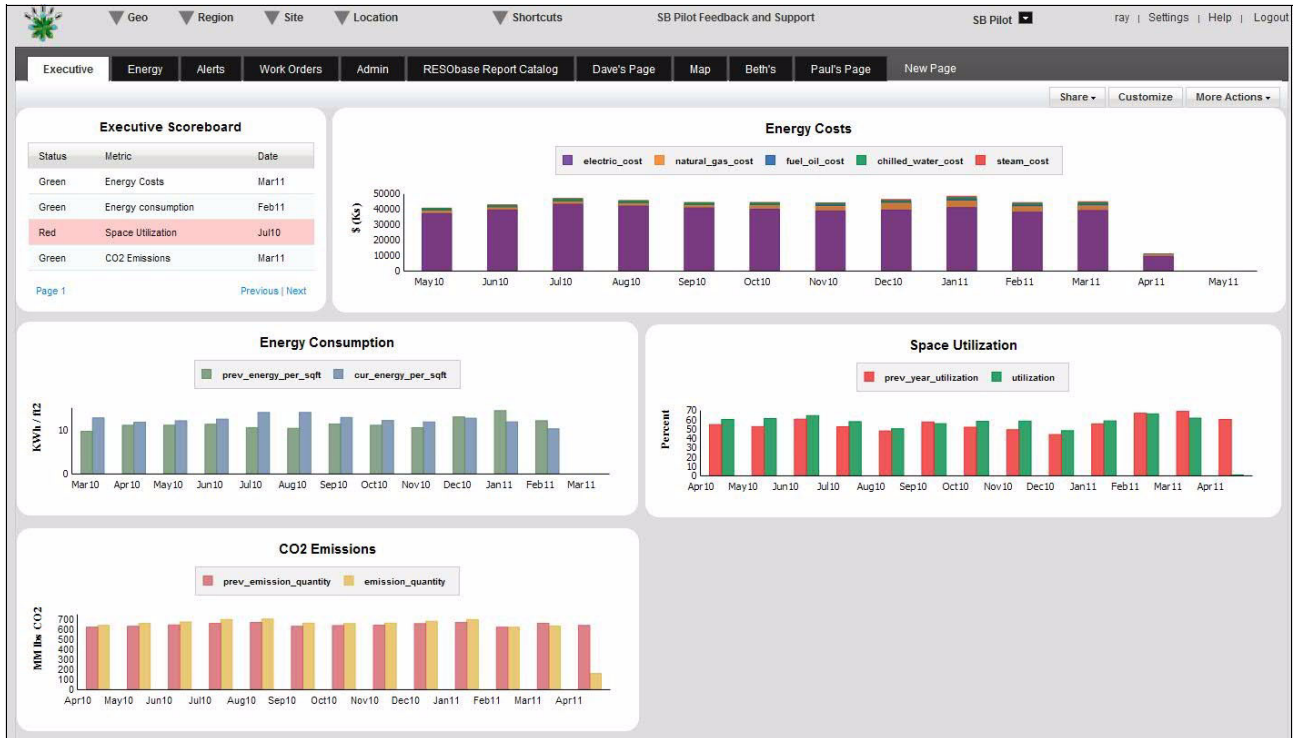 Geo Region Site Location Shortcuts SB Pilot Feedback and Support SB Pilot ray | Settings | Help | Logout
Executive Energy Alerts Work Orders Admin RESObase Report Catalog Dave's Page Map Beth's Paul's Page New Page
Share Customize More Actions
Executive Scoreboard
Status Metric Date
Green Energy Costs Mar11
Green Energy consumption Feb11
Red Space Utilization Jul10
Green CO2 Emissions Mar11
Page 1 Previous | Next
Energy Costs
electric_cost natural_gas_cost fuel_oil_cost chilled_water_cost steam_cost
$ (Ks)
50000
40000
30000
20000
10000
0
May10 Jun10 Jul10 Aug10 Sep10 Oct10 Nov10 Dec10 Jan11 Feb11 Mar11 Apr11 May11
Energy Consumption
prev_energy_per_sqft cur_energy_per_sqft
KWh / ft2
10
0
Mar10 Apr10 May10 Jun10 Jul10 Aug10 Sep10 Oct10 Nov10 Dec10 Jan11 Feb11 Mar11
Space Utilization
prev_year_utilization utilization
Percent
70
60
50
40
30
20
10
0
Apr10 May10 Jun10 Jul10 Aug10 Sep10 Oct10 Nov10 Dec10 Jan11 Feb11 Mar11 Apr11
CO2 Emissions
prev_emission_quantity emission_quantity
MM lbs CO2
700
600
500
400
300
200
100
0
Apr10 May10 Jun10 Jul10 Aug10 Sep10 Oct10 Nov10 Dec10 Jan11 Feb11 Mar11 Apr11